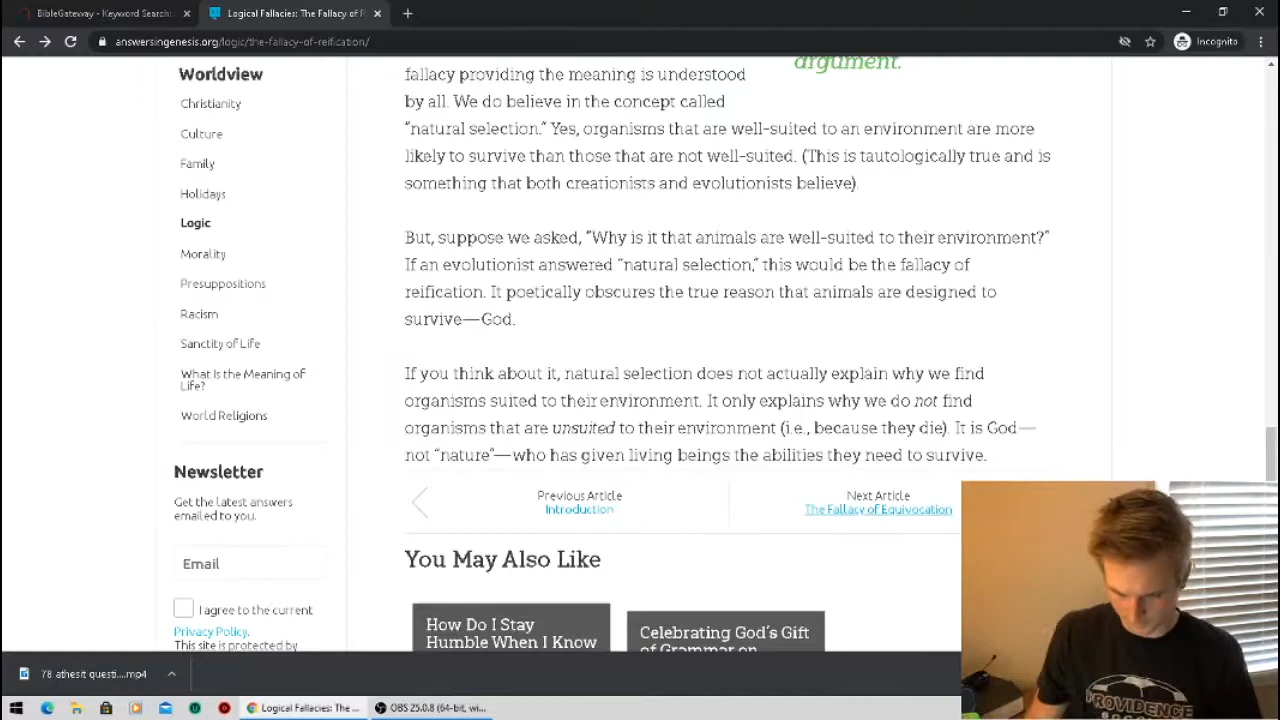 BibleGateway - Keyword Search:
Logical Fallacies: The Fallacy of R
answersingenesis.org/logic/the-fallacy-of-reification/
Incognito
Worldview
Christianity
Culture
Family
Holidays
Logic
Morality
Presuppositions
Racism
Sanctity of Life
What Is the Meaning of
Life?
World Religions
Newsletter
Get the latest answers
emailed to you.
Email
I agree to the current
Privacy Policy.
This site is protected by
argument.
fallacy providing the meaning is understood
by all. We do believe in the concept called
“natural selection.” Yes, organisms that are well-suited to an environment are more
likely to survive than those that are not well-suited. (This is tautologically true and is
something that both creationists and evolutionists believe).
But, suppose we asked, “Why is it that animals are well-suited to their environment?”
If an evolutionist answered “natural selection,” this would be the fallacy of
reification. It poetically obscures the true reason that animals are designed to
survive—God.
If you think about it, natural selection does not actually explain why we find
organisms suited to their environment. It only explains why we do not find
organisms that are unsuited to their environment (i.e., because they die). It is God—
not “nature”—who has given living beings the abilities they need to survive.
Previous Article
Introduction
Next Article
The Fallacy of Equivocation
You May Also Like
How Do I Stay
Humble When I Know
Celebrating God's Gift
of Grammar on
PROVIDENCE
78 athesit questi....mp4
Logical Fallacies: The...
OBS 25.0.8 (64-bit, wi...